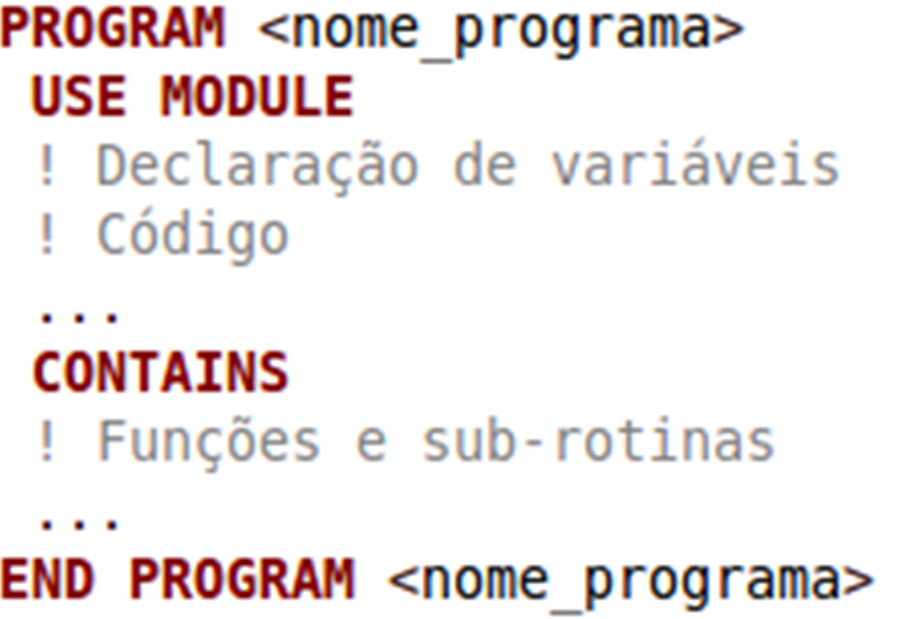 PROGRAM <nome_programa>
USE MODULE
! Declaração de variáveis
! Código
...
CONTAINS
! Funções e sub-rotinas
...
END PROGRAM <nome_programa>